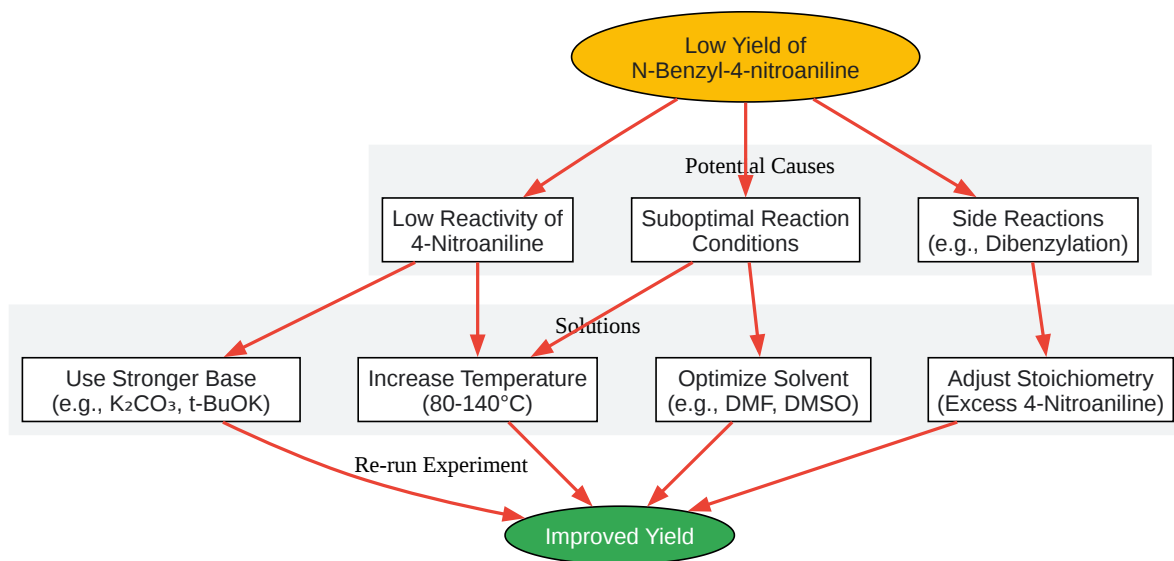 Low Yield of
N-Benzyl-4-nitroaniline
Potential Causes
Low Reactivity of
4-Nitroaniline
Suboptimal Reaction
Conditions
Side Reactions
(e.g., Dibenzylation)
Solutions
Use Stronger Base
(e.g., K₂CO₃, t-BuOK)
Increase Temperature
(80-140°C)
Optimize Solvent
(e.g., DMF, DMSO)
Adjust Stoichiometry
(Excess 4-Nitroaniline)
Re-run Experiment
Improved Yield